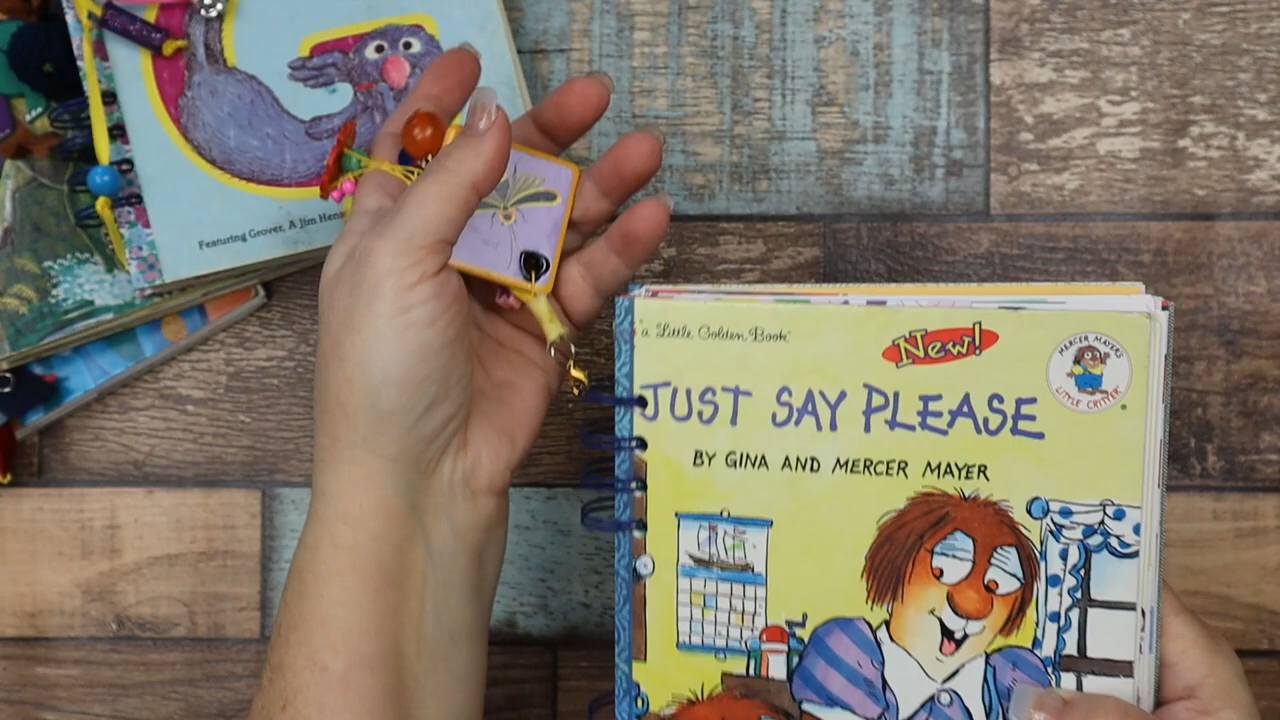 Featuring Grover, A Jim
a Little Golden Book
New!
MERCER MAYER'S
LITTLE CRITTER
JUST SAY PLEASE
BY GINA AND MERCER MAYER